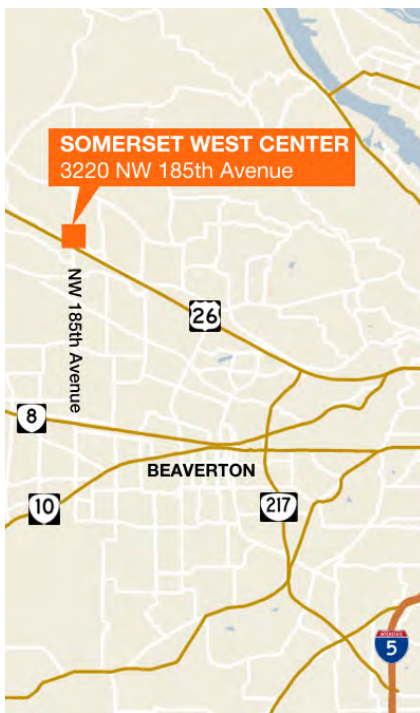 SOMERSET WEST CENTER
3220 NW 185th Avenue
NW 185th Avenue
26
8
BEAVERTON
10
217
INTERSTATE
5